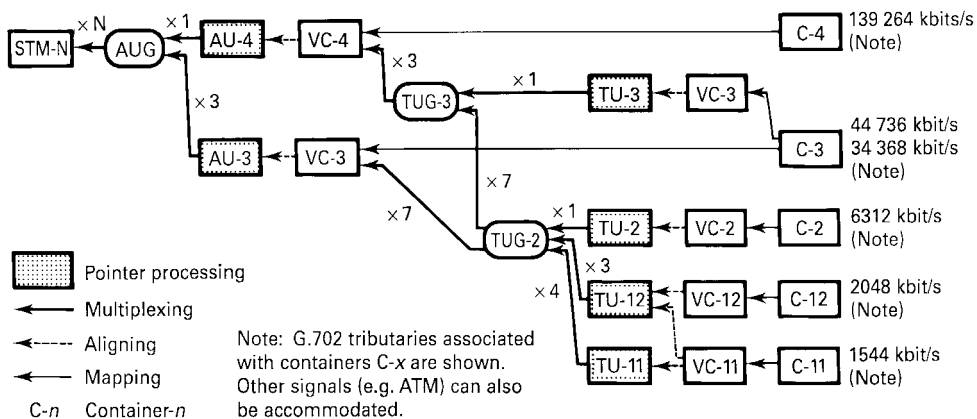 × N
× 1
STM-N
AUG
AU-4
VC-4
C-4
139 264 kbits/s
(Note)
× 3
× 1
TUG-3
TU-3
VC-3
× 3
44 736 kbit/s
34 368 kbit/s
(Note)
AU-3
VC-3
C-3
× 7
× 7
× 1
TUG-2
TU-2
VC-2
C-2
6312 kbit/s
(Note)
× 3
× 4
TU-12
VC-12
C-12
2048 kbit/s
(Note)
TU-11
VC-11
C-11
1544 kbit/s
(Note)
Pointer processing
Multiplexing
Aligning
Mapping
C-n Container-n
Note: G.702 tributaries associated
with containers C-x are shown.
Other signals (e.g. ATM) can also
be accommodated.